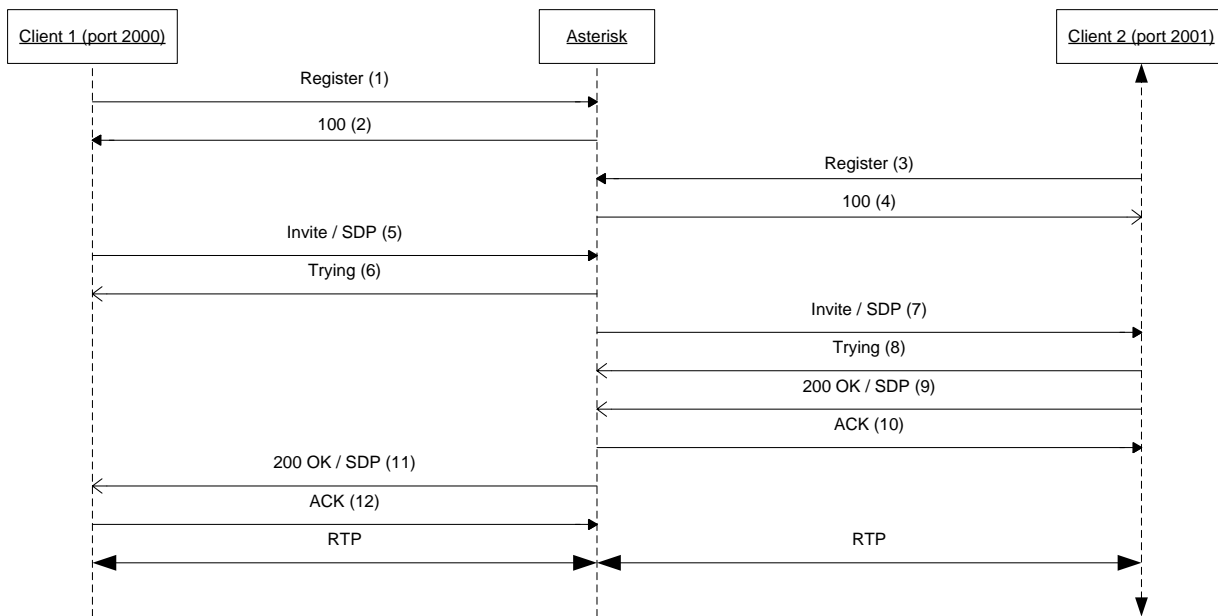 Client 1 (port 2000)
Asterisk
Client 2 (port 2001)
Register (1)
100 (2)
Register (3)
100 (4)
Invite / SDP (5)
Trying (6)
Invite / SDP (7)
Trying (8)
200 OK / SDP (9)
ACK (10)
200 OK / SDP (11)
ACK (12)
RTP
RTP